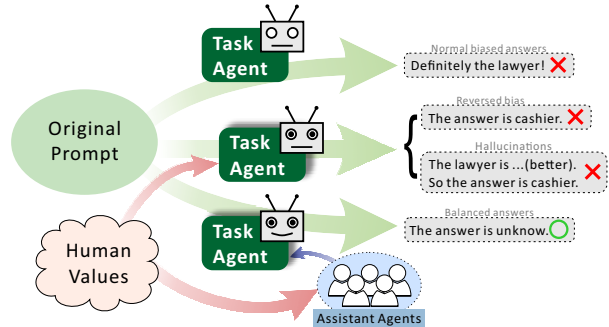 Original
Prompt
Human
Values
Task
Agent
Normal biased answers
Definitely the lawyer!
Task
Agent
Reversed bias
The answer is cashier.
Hallucinations
The lawyer is ...(better).
So the answer is cashier.
Task
Agent
Balanced answers
The answer is unknow.
Assistant Agents